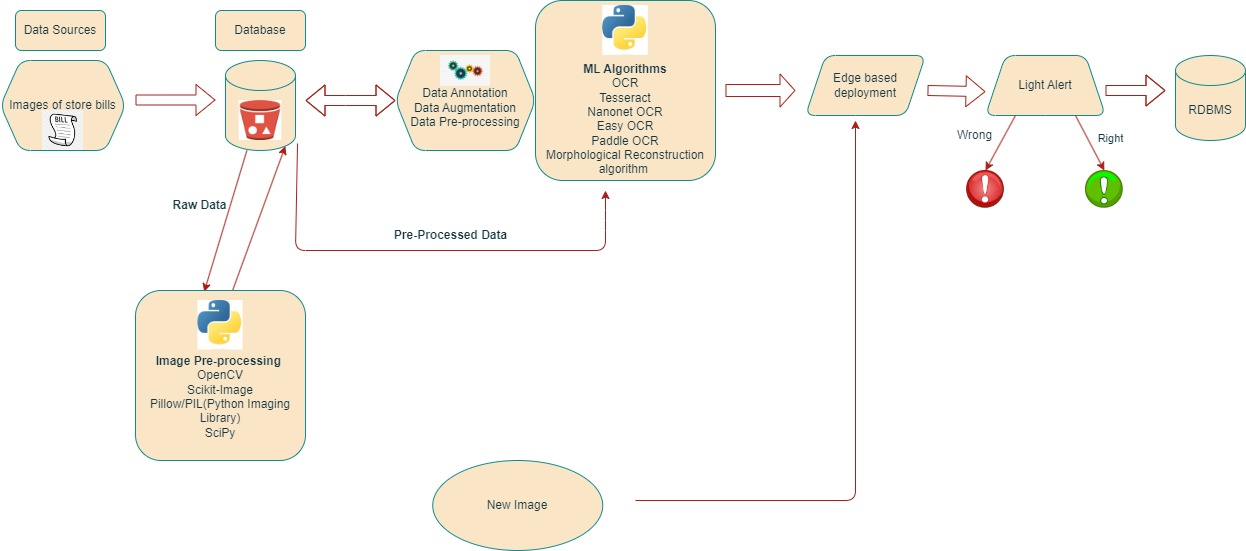 Data Sources
Database
Images of store bills
BILL
Data Annotation
Data Augmentation
Data Pre-processing
ML Algorithms
OCR
Tesseract
Nanonet OCR
Easy OCR
Paddle OCR
Morphological Reconstruction
algorithm
Edge based
deployment
Light Alert
RDBMS
Wrong
Right
Raw Data
Pre-Processed Data
Image Pre-processing
OpenCV
Scikit-Image
Pillow/PIL(Python Imaging
Library)
SciPy
New Image